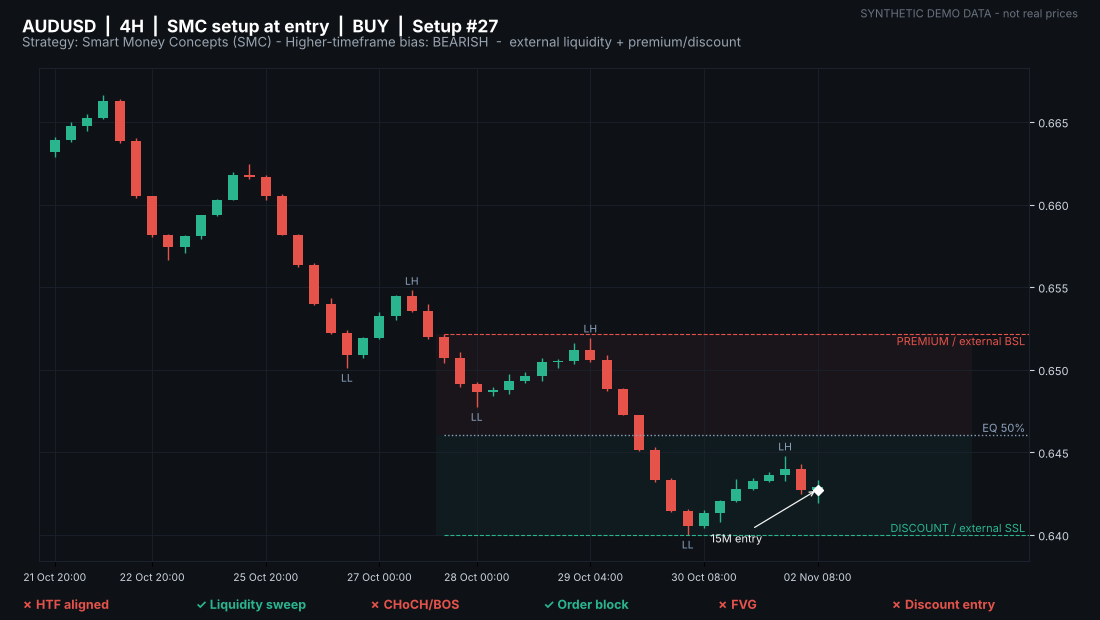 AUDUSD | 4H | SMC setup at entry | BUY | Setup #27
SYNTHETIC DEMO DATA - not real prices
Strategy: Smart Money Concepts (SMC) - Higher-timeframe bias: BEARISH - external liquidity + premium/discount
0.665
0.660
0.655
0.650
0.645
0.640
LH
LL
LH
LL
PREMIUM / external BSL
EQ 50%
LH
DISCOUNT / external SSL
15M entry
LL
21 Oct 20:00
22 Oct 20:00
25 Oct 20:00
27 Oct 00:00
28 Oct 00:00
29 Oct 04:00
30 Oct 08:00
02 Nov 08:00
× HTF aligned
✓ Liquidity sweep
× CHoCH/BOS
✓ Order block
× FVG
× Discount entry